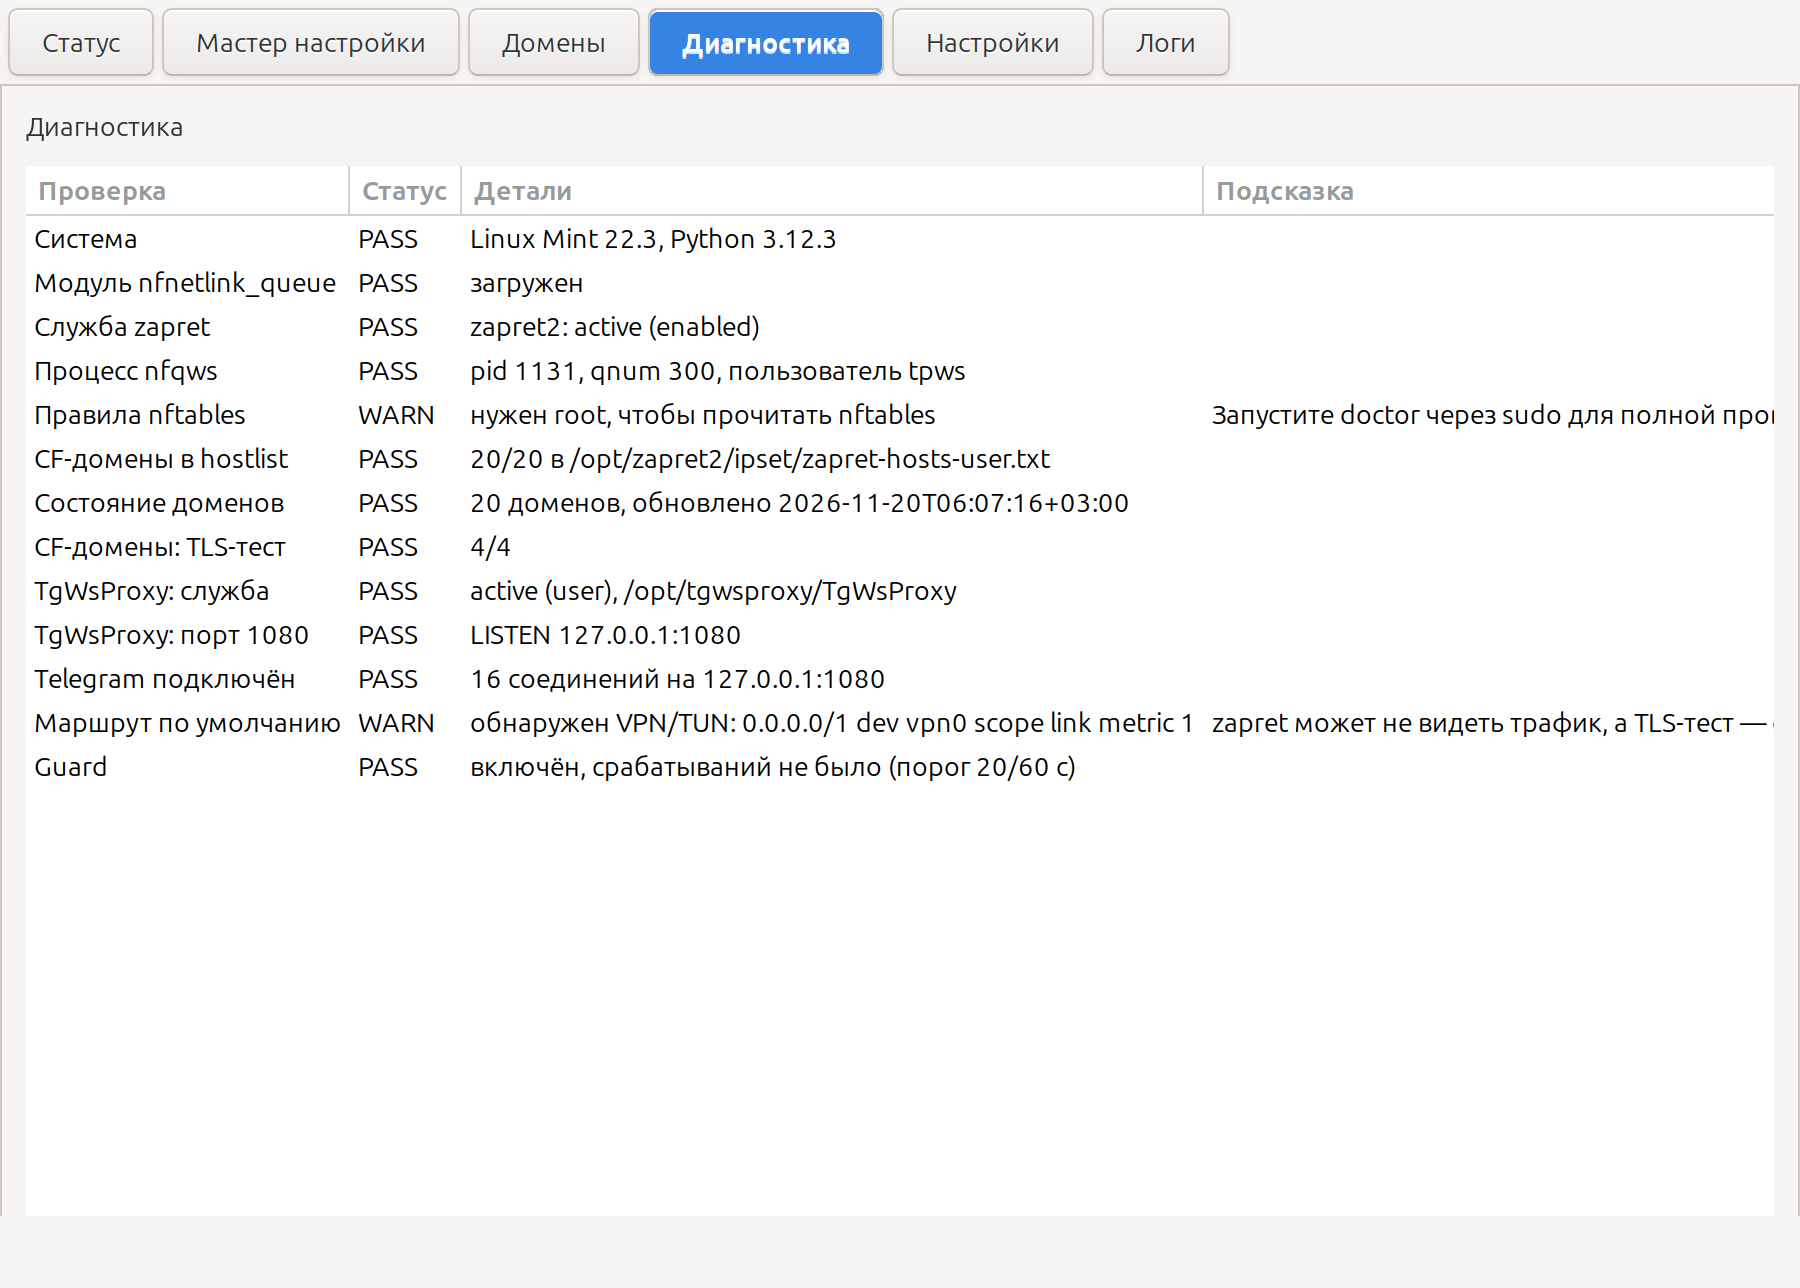 Статус Мастер настройки Домены Диагностика Настройки Логи
Диагностика
Проверка Статус Детали Подсказка
Система PASS Linux Mint 22.3, Python 3.12.3
Модуль nfnetlink_queue PASS загружен
Служба zapret PASS zapret2: active (enabled)
Процесс nfqws PASS pid 1131, qnum 300, пользователь tpws
Правила nftables WARN нужен root, чтобы прочитать nftables Запустите doctor через sudo для полной
CF-домены в hostlist PASS 20/20 в /opt/zapret2/ipset/zapret-hosts-user.txt
Состояние доменов PASS 20 доменов, обновлено 2026-11-20T06:07:16+03:00
CF-домены: TLS-тест PASS 4/4
TgWsProxy: служба PASS active (user), /opt/tgwsproxy/TgWsProxy
TgWsProxy: порт 1080 PASS LISTEN 127.0.0.1:1080
Telegram подключён PASS 16 соединений на 127.0.0.1:1080
Маршрут по умолчанию WARN обнаружен VPN/TUN: 0.0.0.0/1 dev vpn0 scope link metric 1 zapret может не видеть трафик, а TLS-тест —
Guard PASS включён, срабатываний не было (порог 20/60 с)